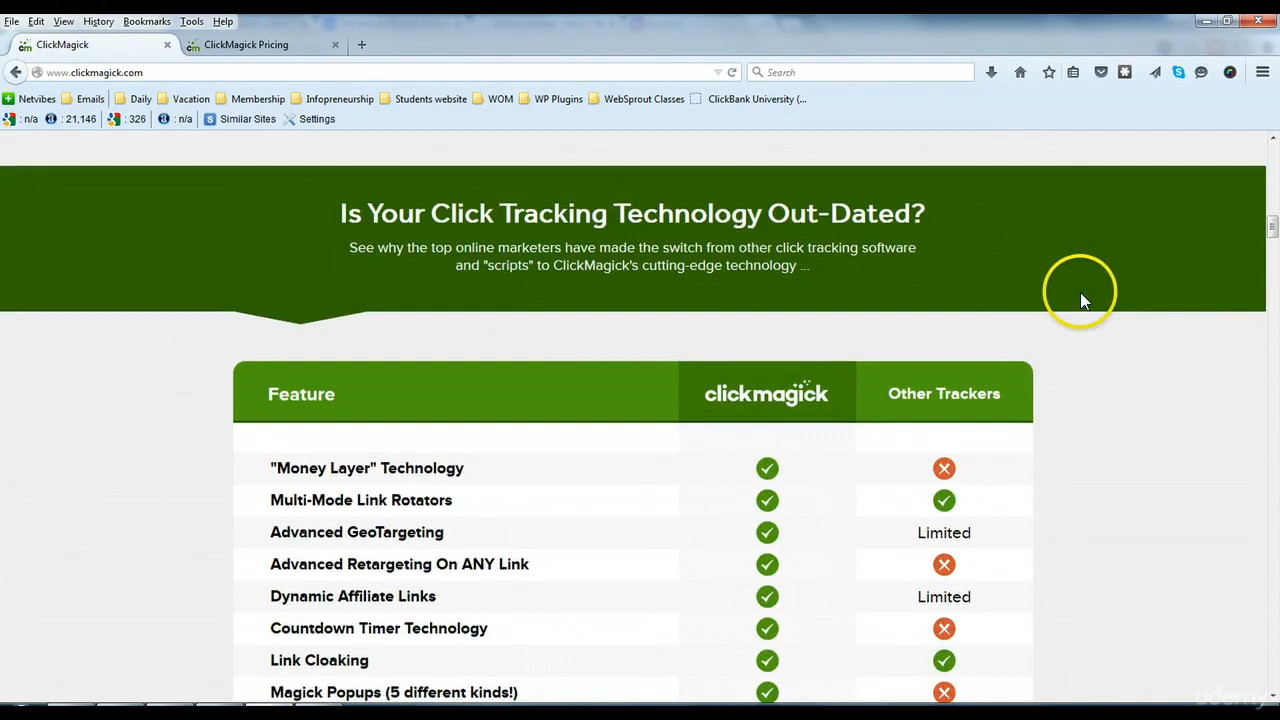 File Edit View History Bookmarks Tools Help
ClickMagick
ClickMagick Pricing
www.clickmagick.com
Search
Netvibes Emails Daily Vacation Membership Infopreneurship Students website WOM WP Plugins WebSprout Classes ClickBank University (...
: n/a : 21,146 : 326 : n/a Similar Sites Settings
Is Your Click Tracking Technology Out-Dated?
See why the top online marketers have made the switch from other click tracking software
and "scripts" to ClickMagick's cutting-edge technology ...
Feature clickmagick Other Trackers
"Money Layer" Technology
Multi-Mode Link Rotators
Advanced GeoTargeting Limited
Advanced Retargeting On ANY Link
Dynamic Affiliate Links Limited
Countdown Timer Technology
Link Cloaking
Magick Popups (5 different kinds!)
udemy